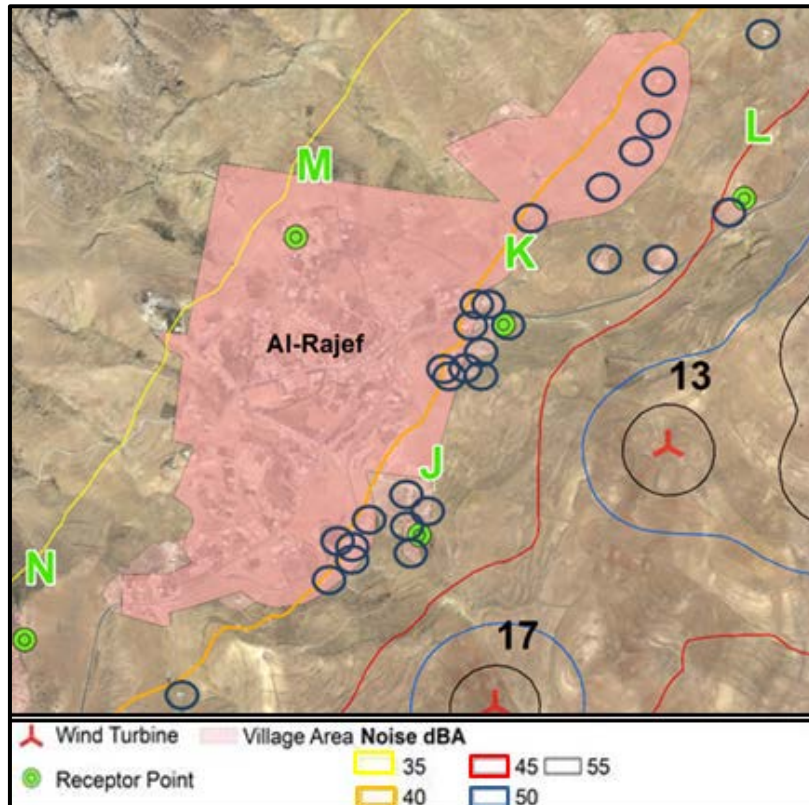 L
M
K
Al-Rajef
13
J
N
17
Wind Turbine Village Area Noise dBA
35 45 55
Receptor Point
40 50